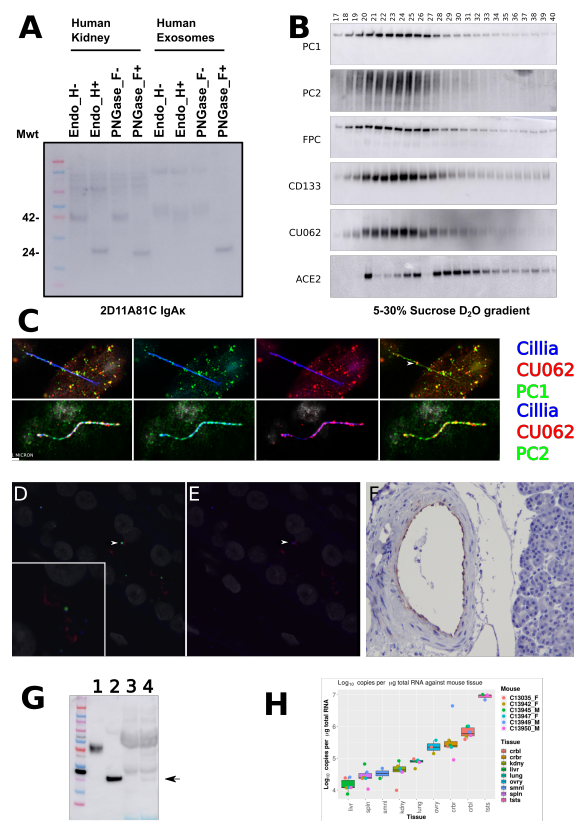 A
Human
Kidney
Human
Exosomes
Endo_H-
Endo_H+
PNGase_F-
PNGase_F+
Endo_H-
Endo_H+
PNGase_F-
PNGase_F+
Mwt
42-
24-
2D11A81C IgAκ
B
17 18 19 20 21 22 23 24 25 26 27 28 29 30 31 32 33 34 35 36 37 38 39 40
PC1
PC2
FPC
CD133
CU062
ACE2
5-30% Sucrose D₂O gradient
C
Cillia
CU062
PC1
Cillia
CU062
PC2
MICRON
D
E
F
G
1 2 3 4
H
Log₁₀ copies per μg total RNA against mouse tissue
Log₁₀ copies per μg total RNA
7
6
5
4
livr
spln
smnl
kdny
lung
ovry
crbr
crbl
tsts
Tissue
Mouse
C13035_F
C13942_F
C13945_M
C13947_F
C13949_M
C13950_M
Tissue
crbl
crbr
kdny
livr
lung
ovry
smnl
spln
tsts